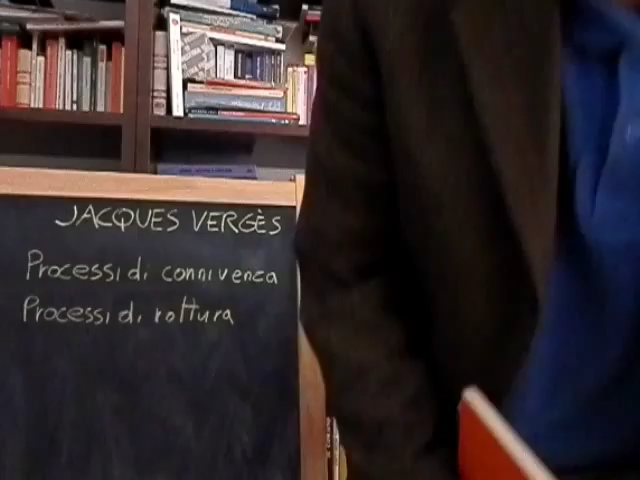 JACQUES VERGÈS
Processi di connivenza
Processi di rottura